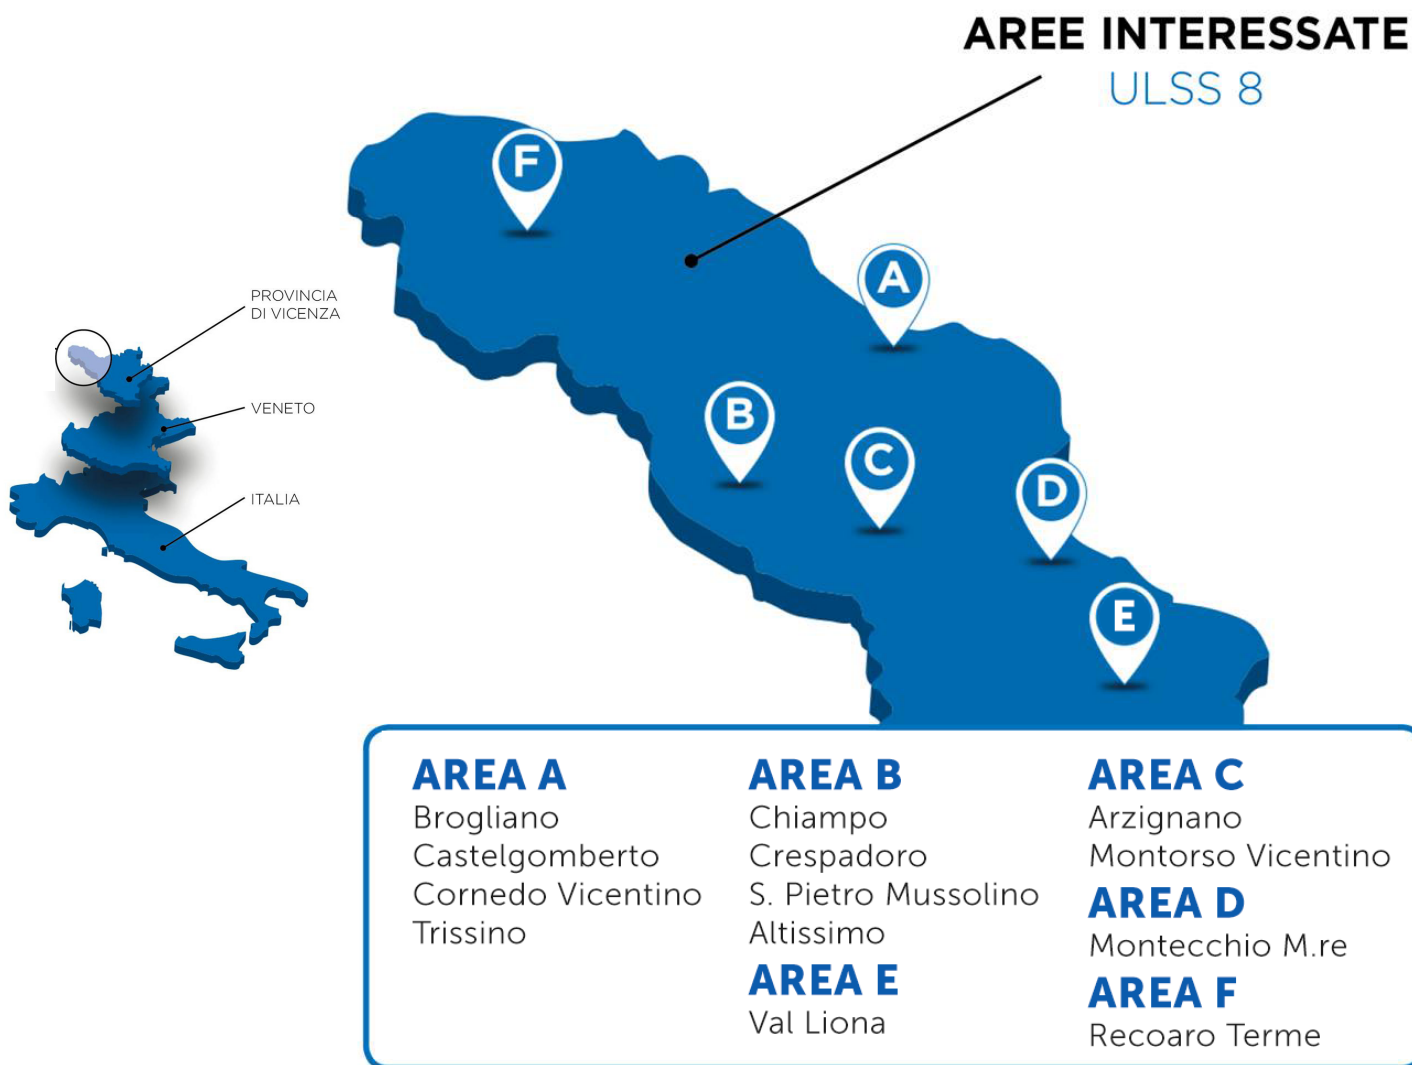 AREE INTERESSATE
ULSS 8
F
A
B
C
D
E
PROVINCIA
DI VICENZA
VENETO
ITALIA
AREA A
Brogliano
Castelgomberto
Cornedo Vicentino
Trissino
AREA B
Chiampo
Crespadoro
S. Pietro Mussolino
Altissimo
AREA E
Val Liona
AREA C
Arzignano
Montorso Vicentino
AREA D
Montecchio M.re
AREA F
Recoaro Terme